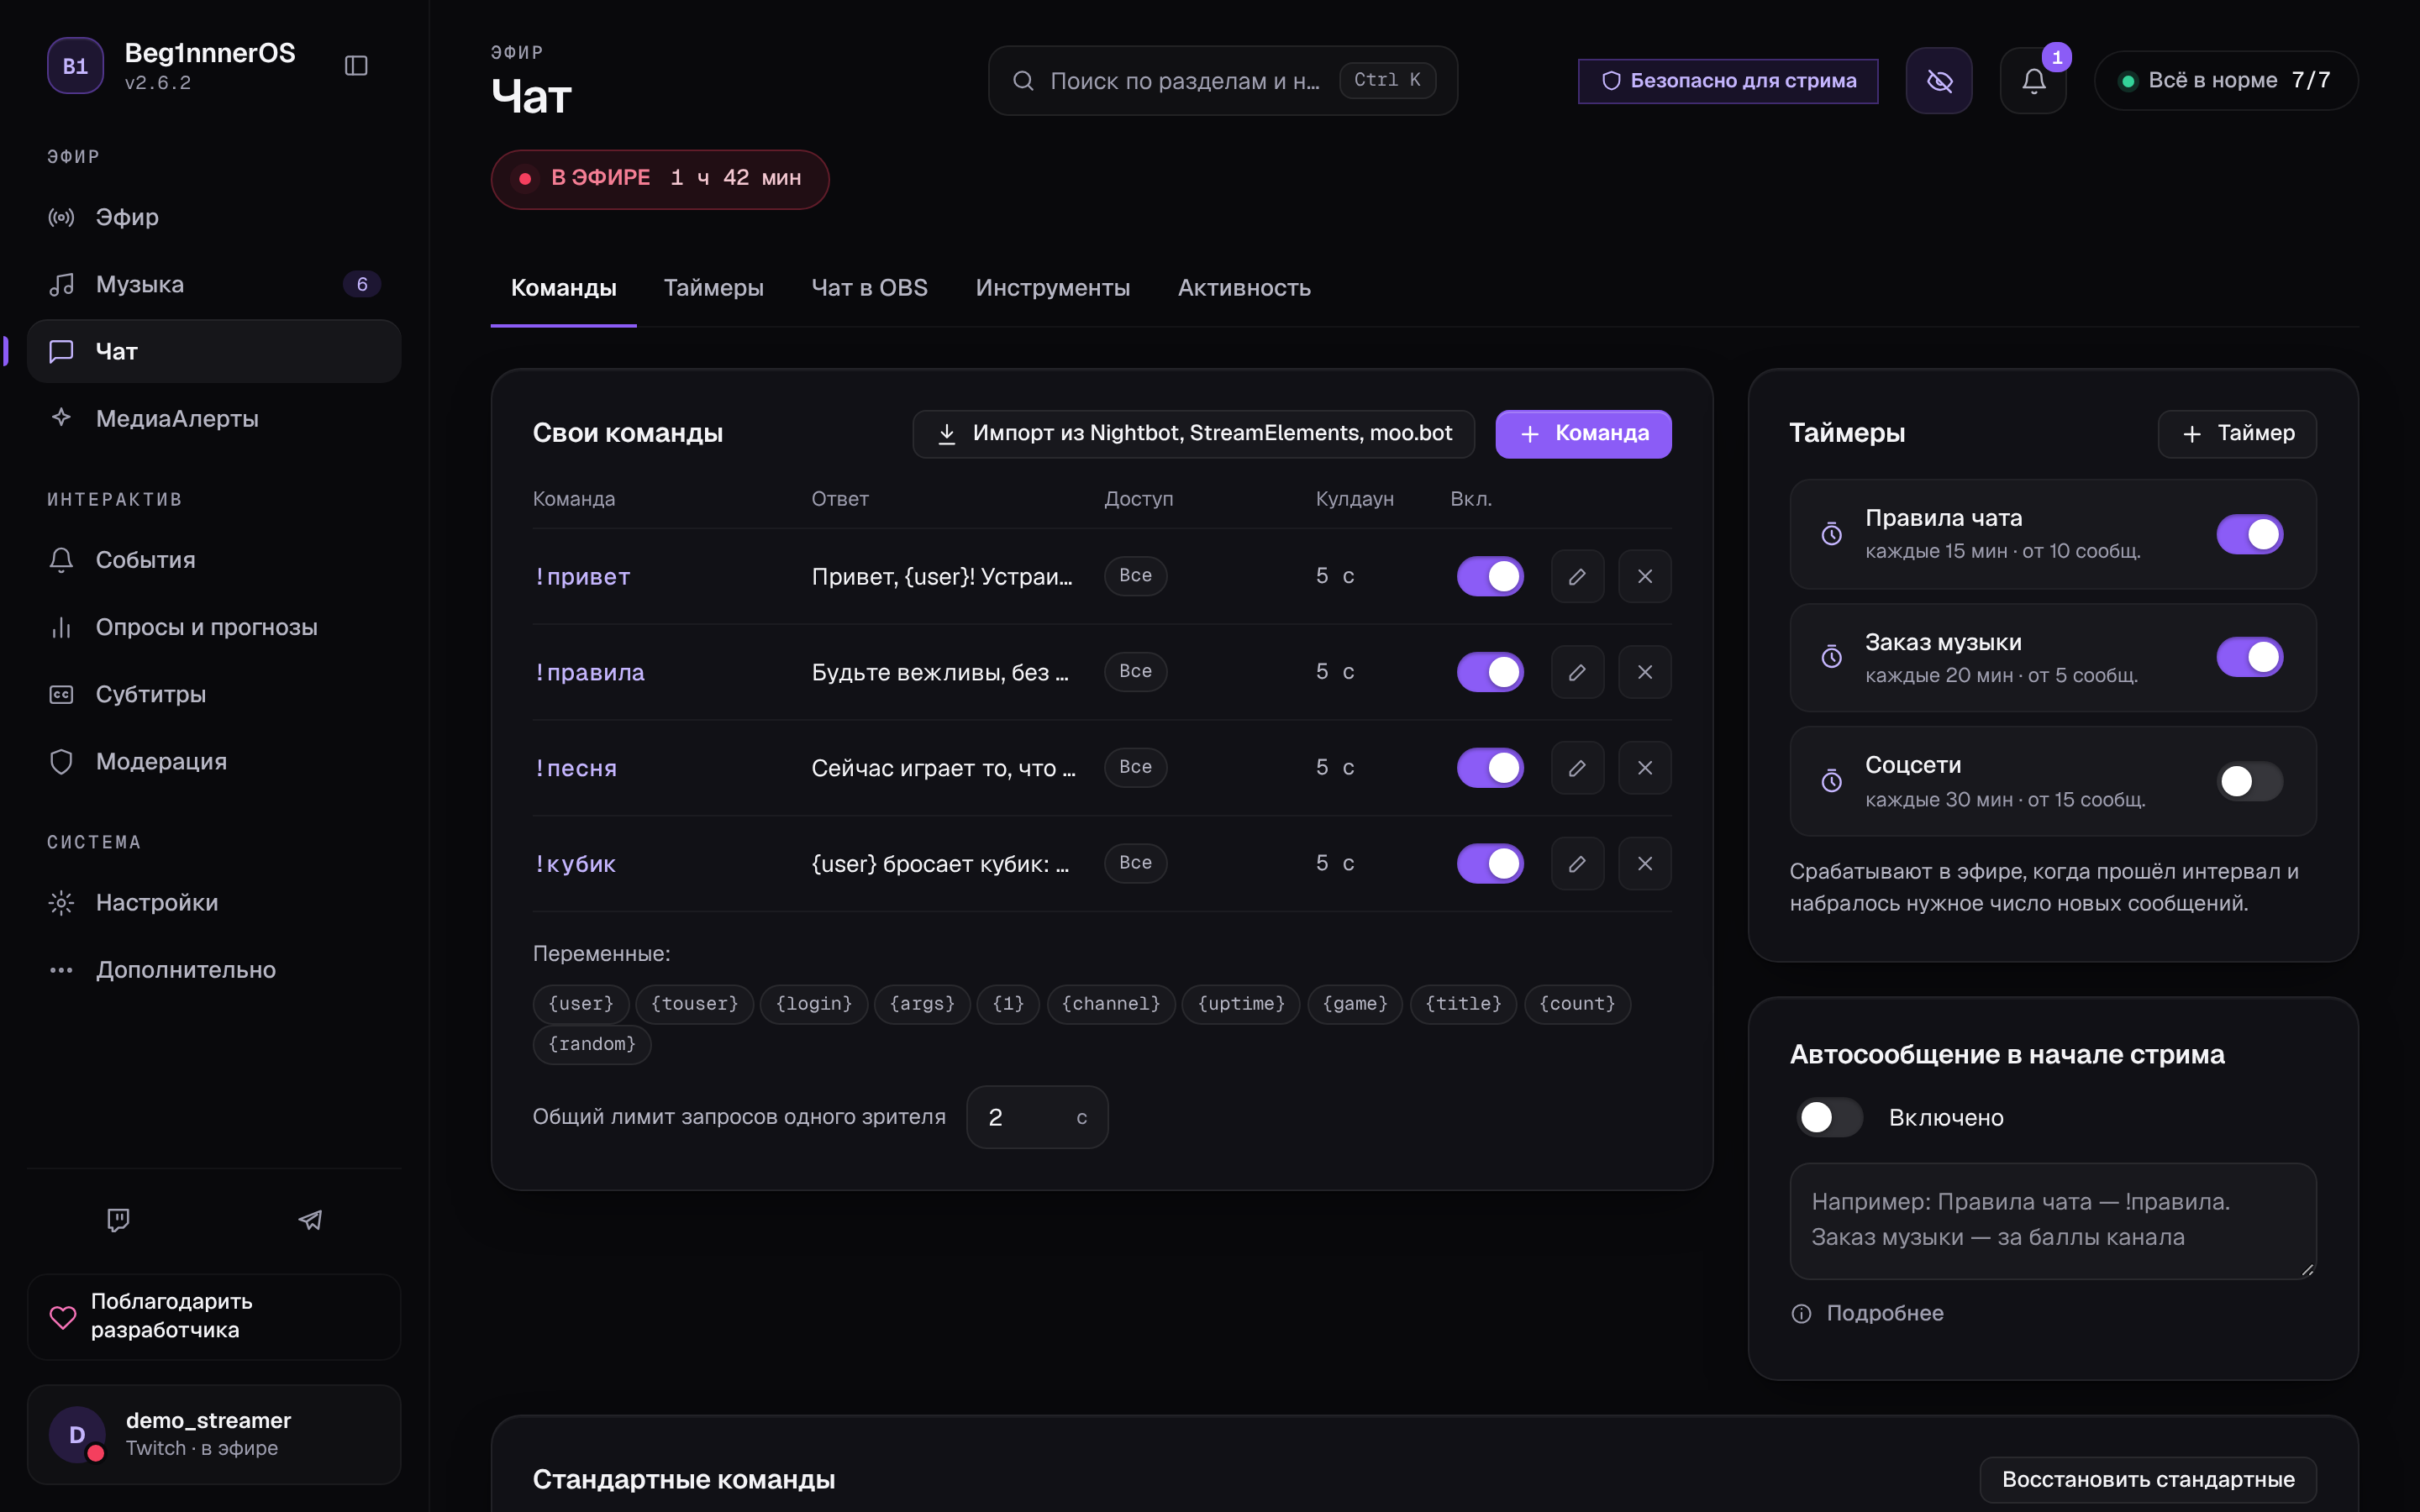 B1
Beg1nnnerOS
v2.6.2
ЭФИР
Эфир
Музыка 6
Чат
МедиаАлерты
ИНТЕРАКТИВ
События
Опросы и прогнозы
Субтитры
Модерация
СИСТЕМА
Настройки
Дополнительно
Поблагодарить
разработчика
D
demo_streamer
Twitch · в эфире
ЭФИР
Чат
Поиск по разделам и н... Ctrl K
Безопасно для стрима
1
Всё в норме 7/7
В ЭФИРЕ 1 ч 42 мин
Команды Таймеры Чат в OBS Инструменты Активность
Свои команды
Импорт из Nightbot, StreamElements, moo.bot
Команда
Команда Ответ Доступ Кулдаун Вкл.
!привет Привет, {user}! Устраи... Все 5 с
!правила Будьте вежливы, без ... Все 5 с
!песня Сейчас играет то, что ... Все 5 с
!кубик {user} бросает кубик: ... Все 5 с
Переменные:
{user} {touser} {login} {args} {1} {channel} {uptime} {game} {title} {count}
{random}
Общий лимит запросов одного зрителя 2 с
Таймеры
Таймер
Правила чата
каждые 15 мин · от 10 сообщ.
Заказ музыки
каждые 20 мин · от 5 сообщ.
Соцсети
каждые 30 мин · от 15 сообщ.
Срабатывают в эфире, когда прошёл интервал и
набралось нужное число новых сообщений.
Автосообщение в начале стрима
Включено
Например: Правила чата — !правила.
Заказ музыки — за баллы канала
Подробнее
Стандартные команды
Восстановить стандартные